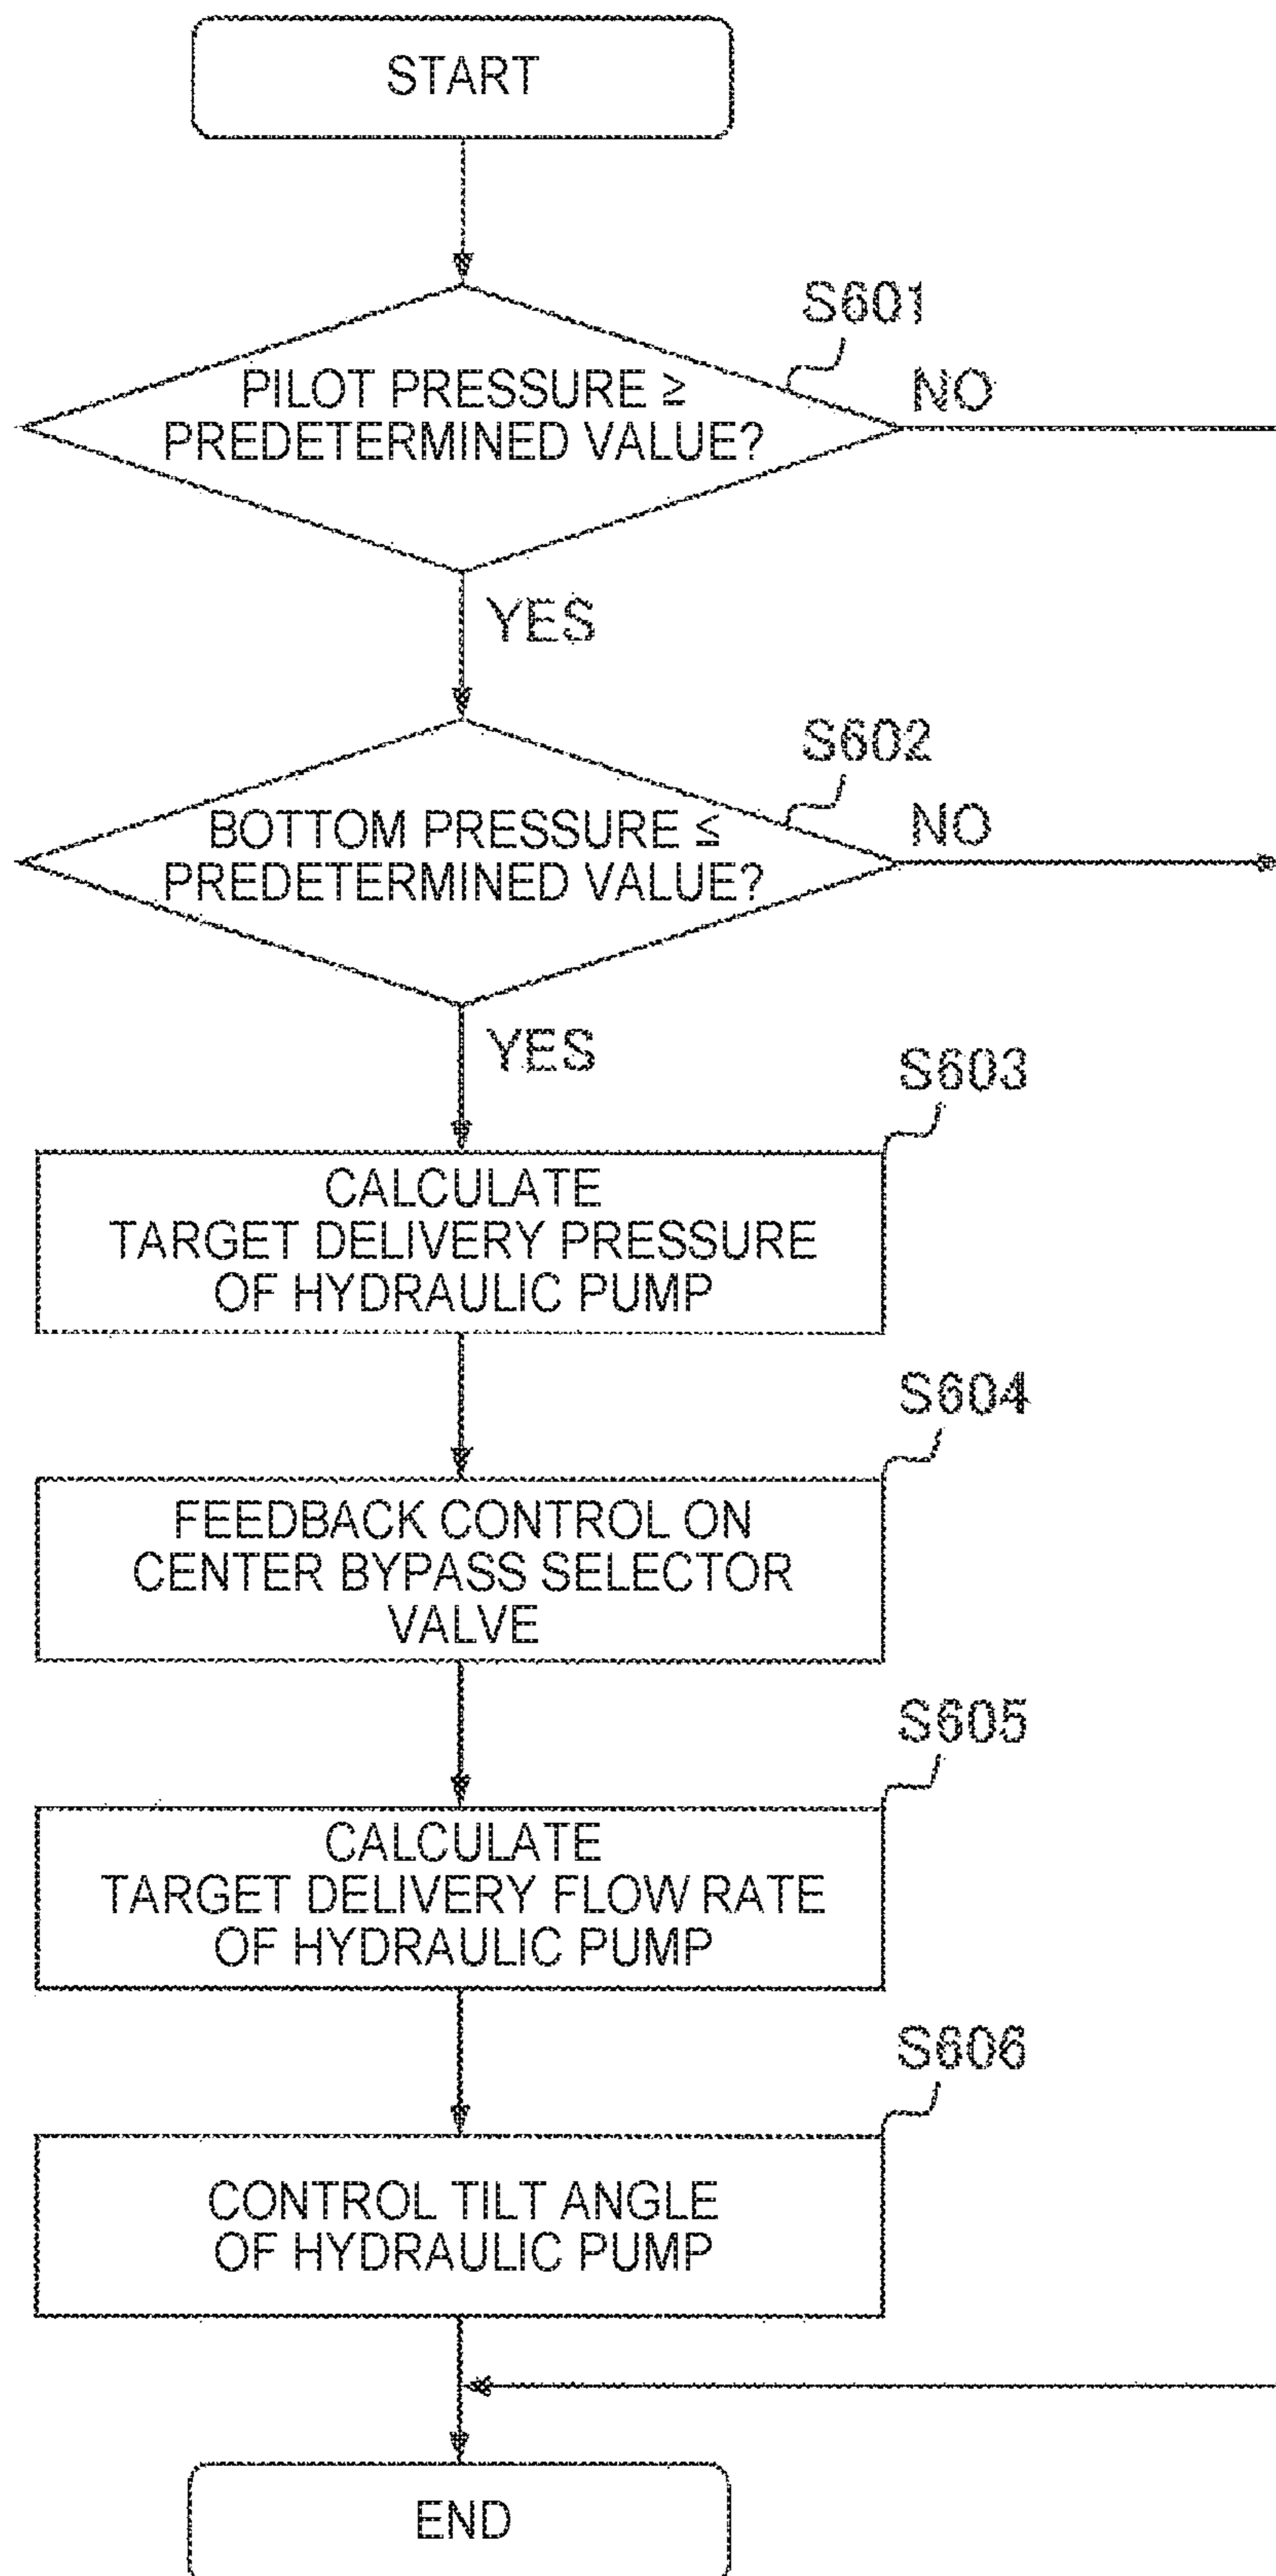 START
S601
PILOT PRESSURE ≥
PREDETERMINED VALUE?
NO
YES
S602
BOTTOM PRESSURE ≤
PREDETERMINED VALUE?
NO
YES
S603
CALCULATE
TARGET DELIVERY PRESSURE
OF HYDRAULIC PUMP
S604
FEEDBACK CONTROL ON
CENTER BYPASS SELECTOR
VALVE
S605
CALCULATE
TARGET DELIVERY FLOW RATE
OF HYDRAULIC PUMP
S606
CONTROL TILT ANGLE
OF HYDRAULIC PUMP
END